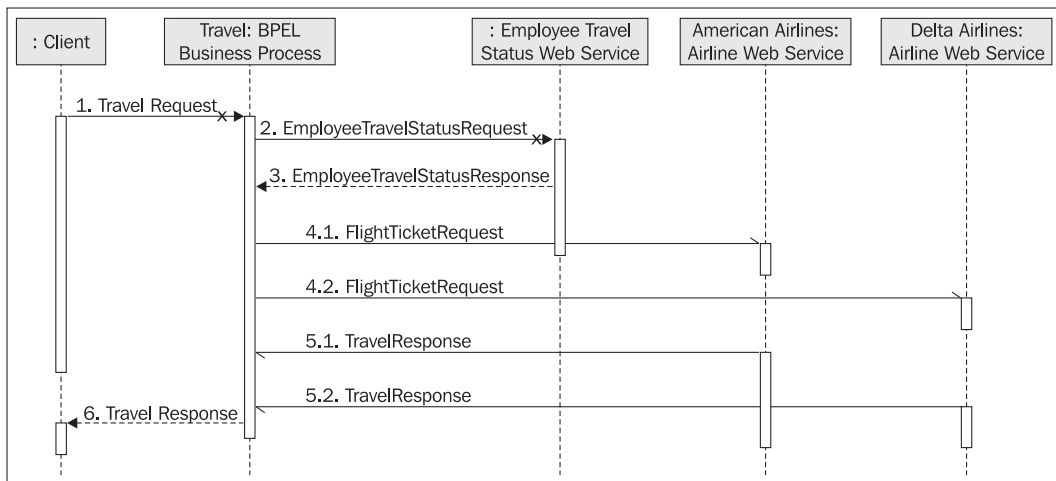 : Client
Travel: BPEL
Business Process
: Employee Travel
Status Web Service
American Airlines:
Airline Web Service
Delta Airlines:
Airline Web Service
1. Travel Request
2. EmployeeTravelStatusRequest
3. EmployeeTravelStatusResponse
4.1. FlightTicketRequest
4.2. FlightTicketRequest
5.1. TravelResponse
5.2. TravelResponse
6. Travel Response